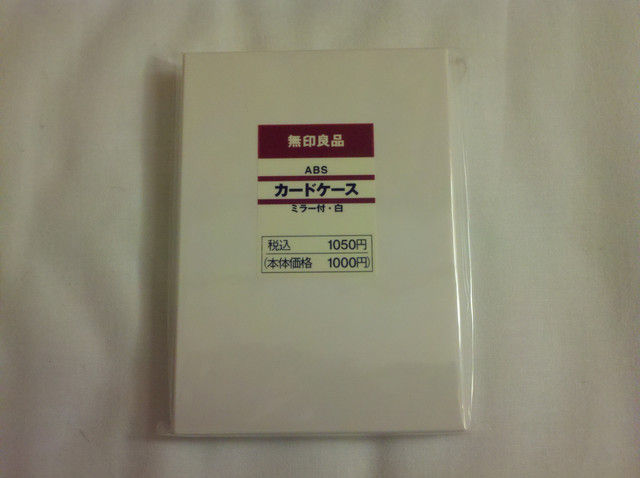 無印良品
ABS
カードケース
ミラー付・白
税込 1050円
(本体価格 1000円)